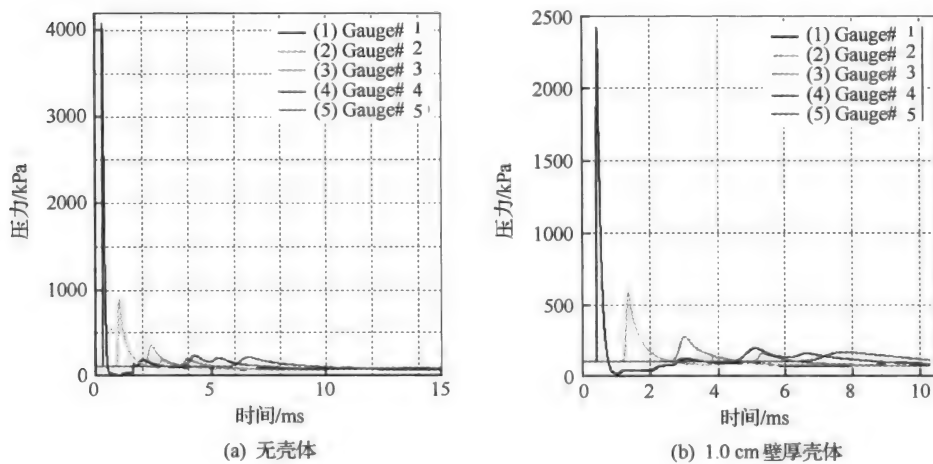 4000
3000
2000
1000
0
压力/kPa
(1) Gauge# 1
(2) Gauge# 2
(3) Gauge# 3
(4) Gauge# 4
(5) Gauge# 5
0
5
10
15
时间/ms
(a) 无壳体
2500
2000
1500
1000
500
0
压力/kPa
(1) Gauge# 1
(2) Gauge# 2
(3) Gauge# 3
(4) Gauge# 4
(5) Gauge# 5
0
2
4
6
8
10
时间/ms
(b) 1.0 cm 壁厚壳体